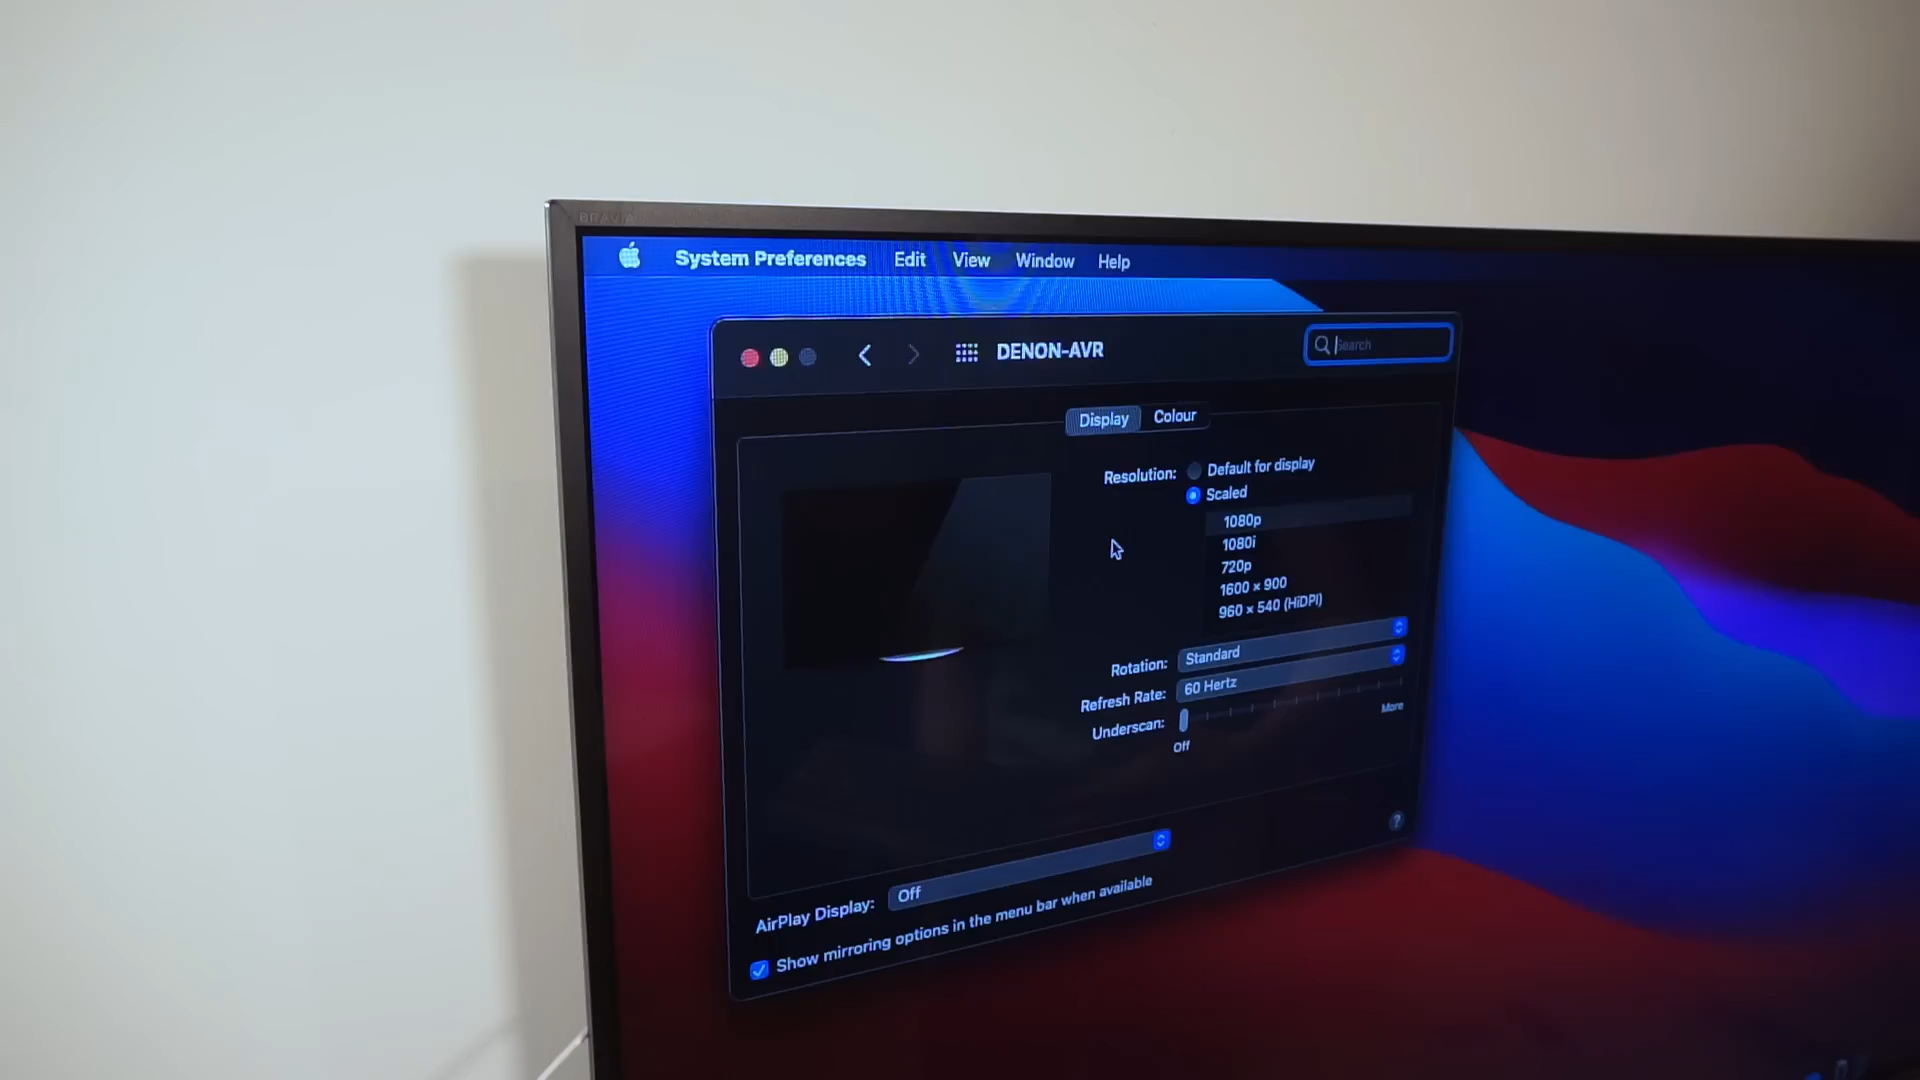 BRAVIA
System Preferences Edit View Window Help
DENON-AVR
Search
Display Colour
Resolution: Default for display
Scaled
1080p
1080i
720p
1600 × 900
960 × 540 (HiDPI)
Rotation: Standard
Refresh Rate: 60 Hertz
Underscan:
Off More
?
AirPlay Display: Off
Show mirroring options in the menu bar when available